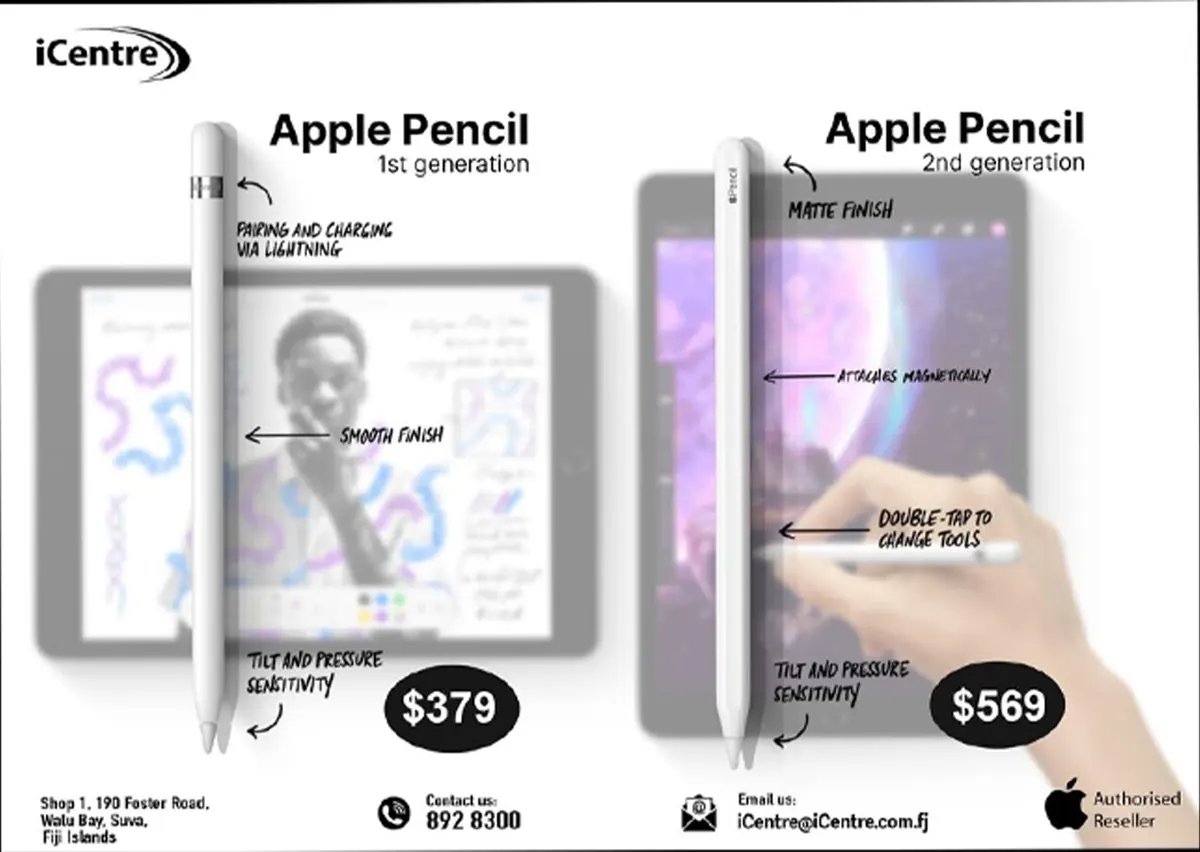 iCentre
Apple Pencil
1st generation
PAIRING AND CHARGING
VIA LIGHTNING
SMOOTH FINISH
TILT AND PRESSURE
SENSITIVITY
$379
Apple Pencil
2nd generation
Pencil
MATTE FINISH
ATTACHES MAGNETICALLY
DOUBLE-TAP TO
CHANGE TOOLS
TILT AND PRESSURE
SENSITIVITY
$569
Shop 1, 190 Foster Road,
Walu Bay, Suva,
Fiji Islands
Contact us:
892 8300
Email us:
iCentre@iCentre.com.fj
Authorised
Reseller